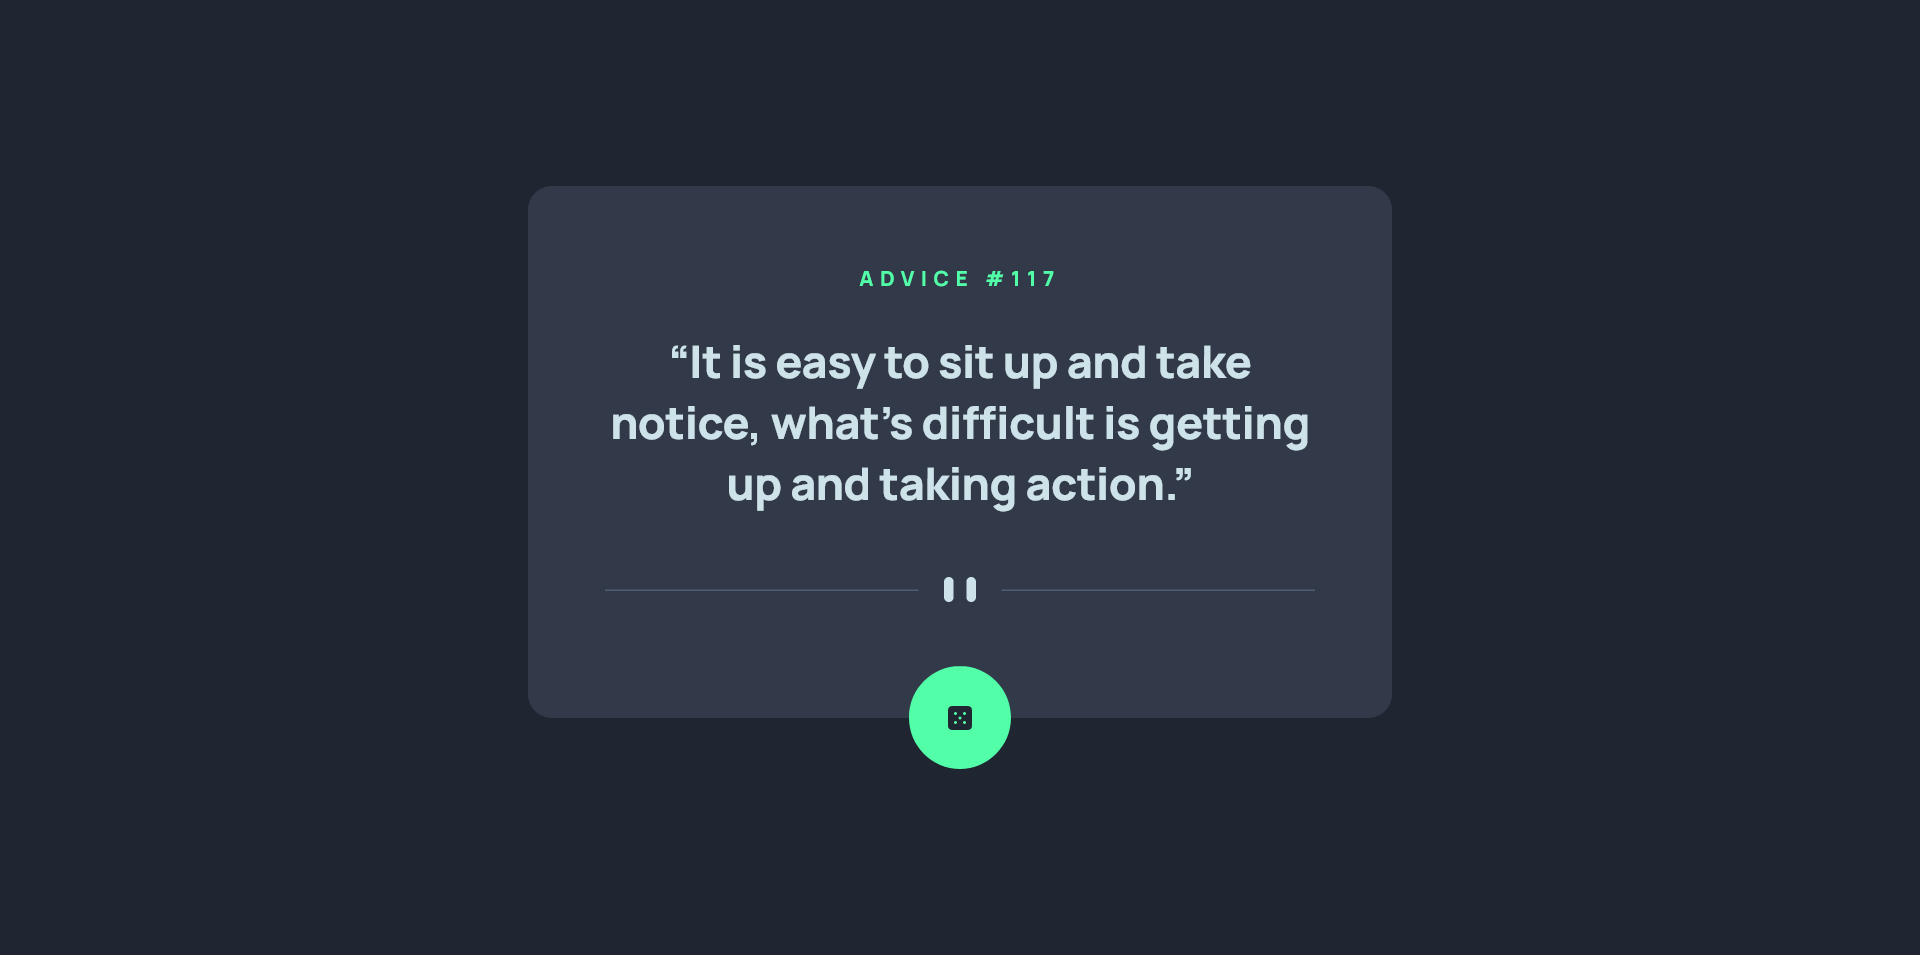 ADVICE #117
“It is easy to sit up and take
notice, what’s difficult is getting
up and taking action.”